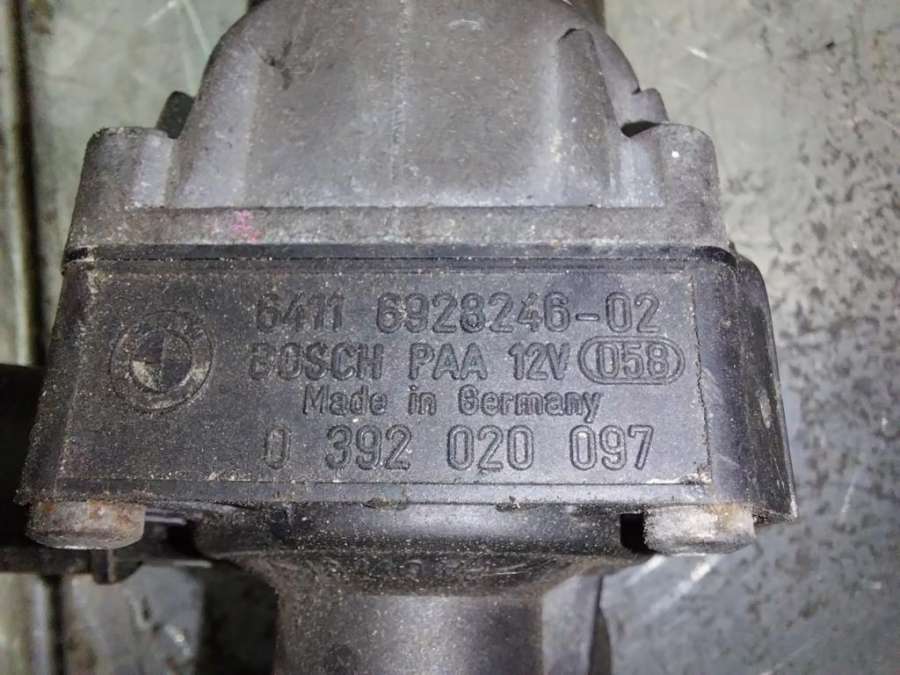 6411 6928246-02
BOSCH PAA 12V 058
Made in Germany
0 392 020 097